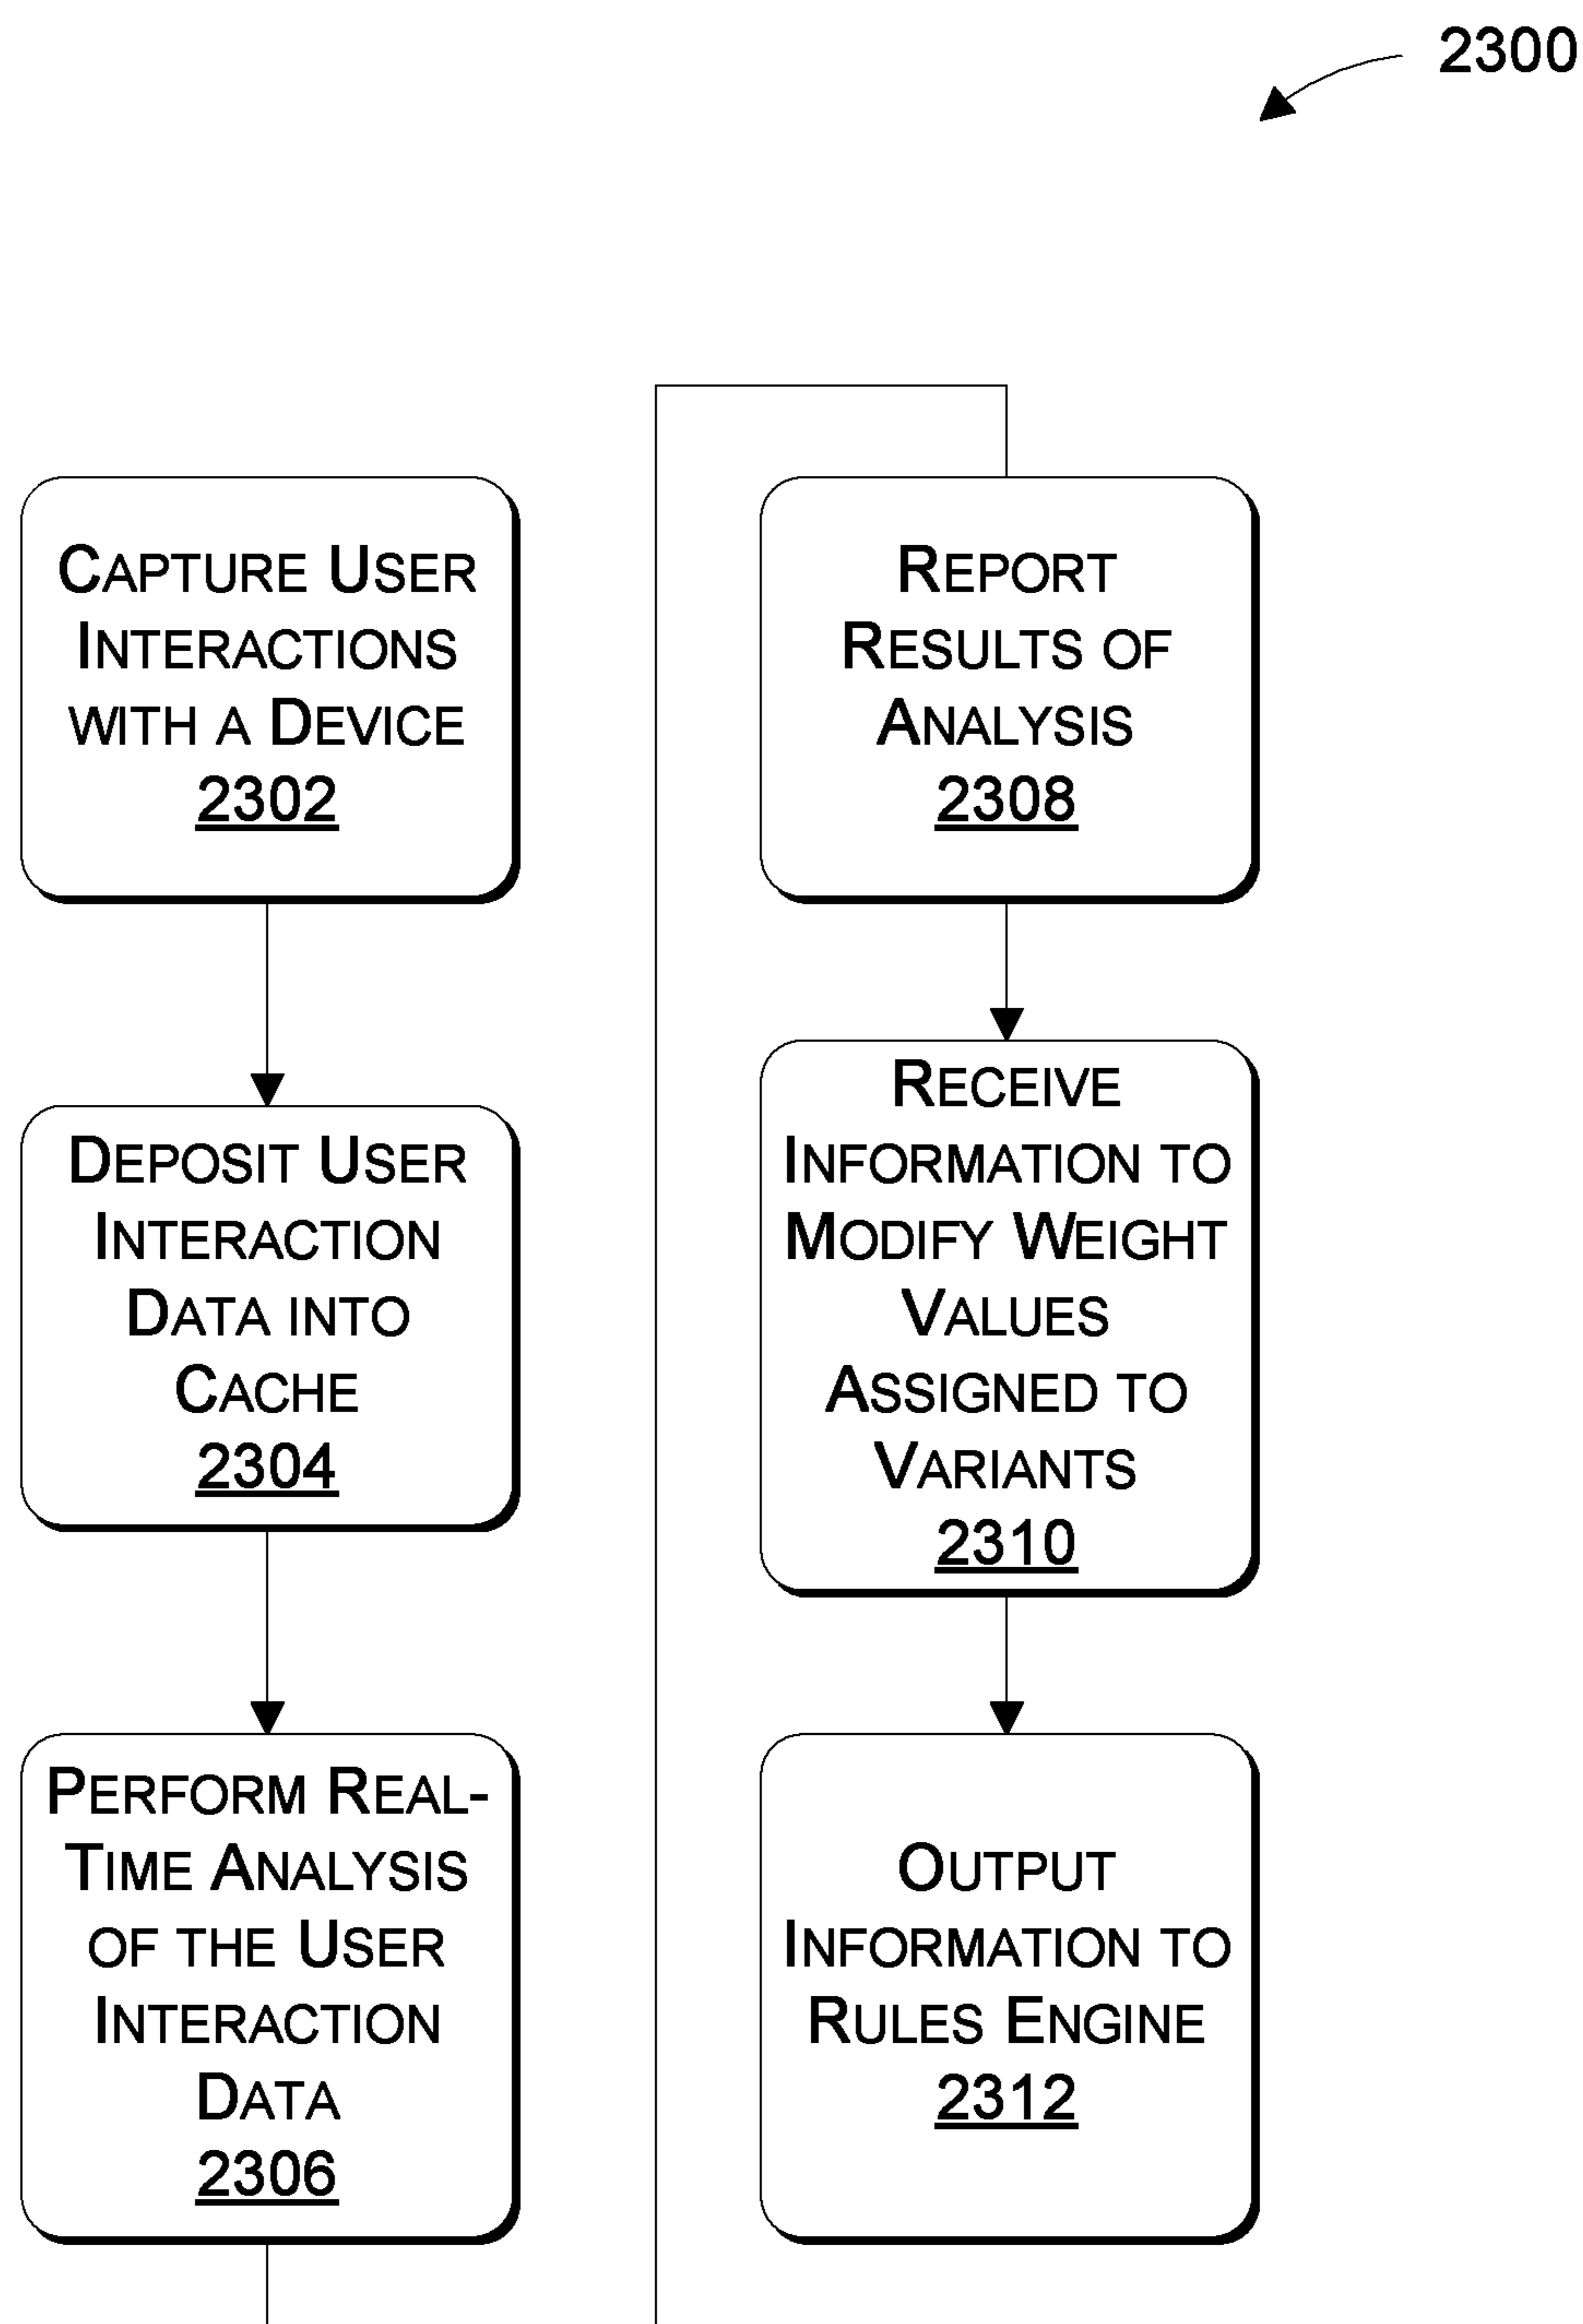 2300
CAPTURE USER
INTERACTIONS
WITH A DEVICE
2302
DEPOSIT USER
INTERACTION
DATA INTO
CACHE
2304
PERFORM REAL-
TIME ANALYSIS
OF THE USER
INTERACTION
DATA
2306
REPORT
RESULTS OF
ANALYSIS
2308
RECEIVE
INFORMATION TO
MODIFY WEIGHT
VALUES
ASSIGNED TO
VARIANTS
2310
OUTPUT
INFORMATION TO
RULES ENGINE
2312